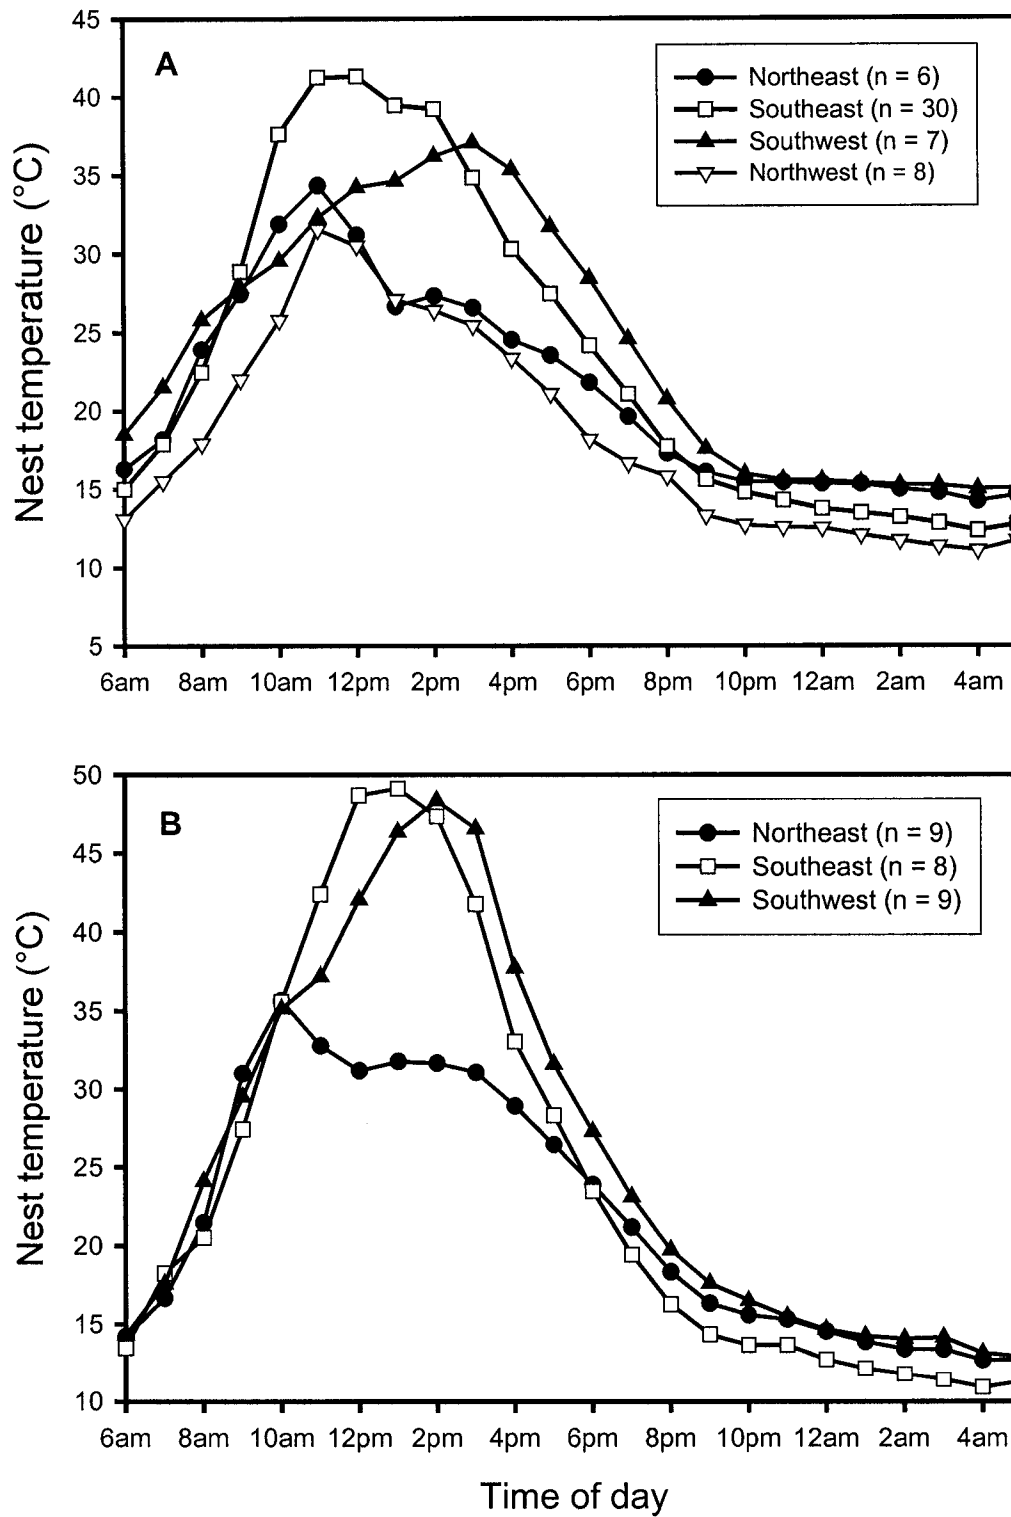 45
40
35
30
25
20
15
10
5
Nest temperature (°C)
A
Northeast (n = 6)
Southeast (n = 30)
Southwest (n = 7)
Northwest (n = 8)
6am 8am 10am 12pm 2pm 4pm 6pm 8pm 10pm 12am 2am 4am
50
45
40
35
30
25
20
15
10
Nest temperature (°C)
B
Northeast (n = 9)
Southeast (n = 8)
Southwest (n = 9)
6am 8am 10am 12pm 2pm 4pm 6pm 8pm 10pm 12am 2am 4am
Time of day